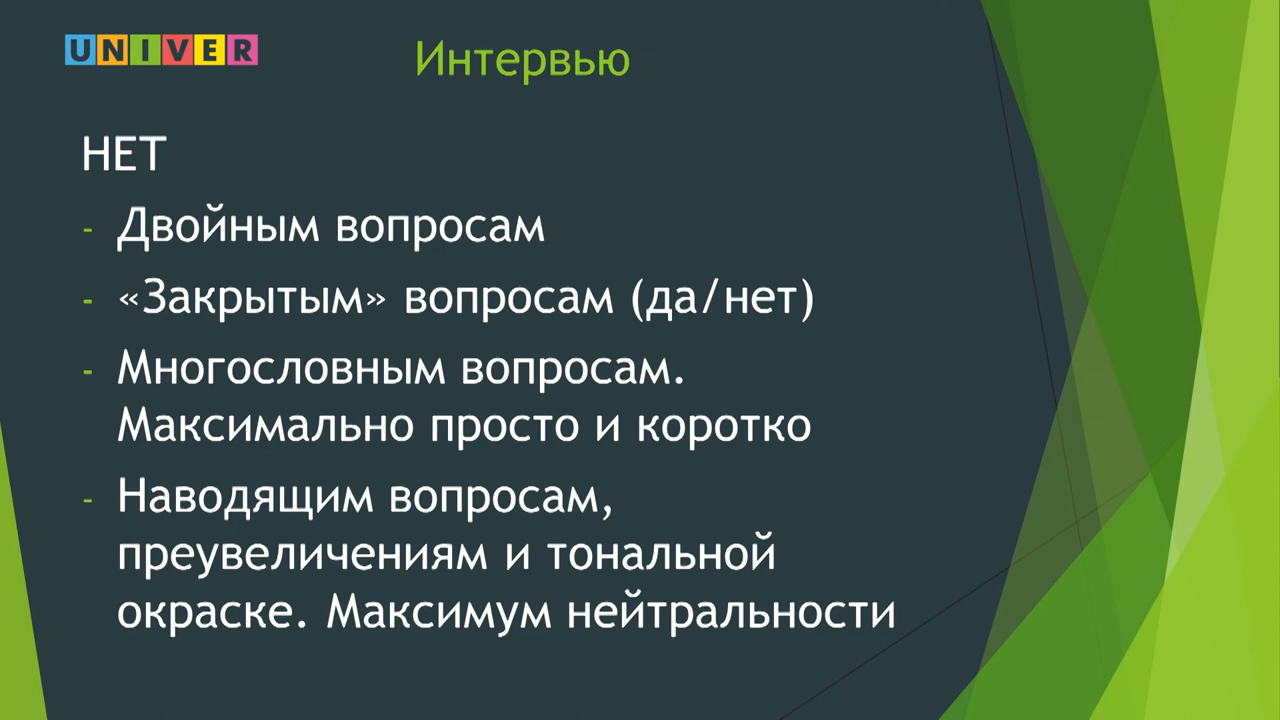 UNIVER
Интервью
НЕТ
- Двойным вопросам
- «Закрытым» вопросам (да/нет)
- Многословным вопросам.
Максимально просто и коротко
- Наводящим вопросам,
преувеличениям и тональной
окраске. Максимум нейтральности